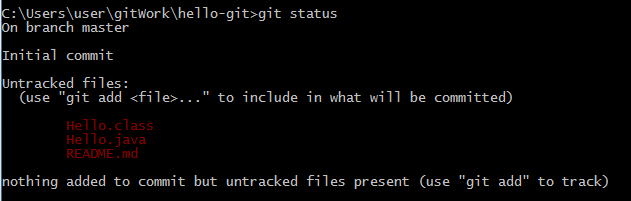 C:\Users\user\gitWork\hello-git>git status
On branch master
Initial commit
Untracked files:
(use "git add <file>..." to include in what will be committed)
Hello.class
Hello.java
README.md
nothing added to commit but untracked files present (use "git add" to track)